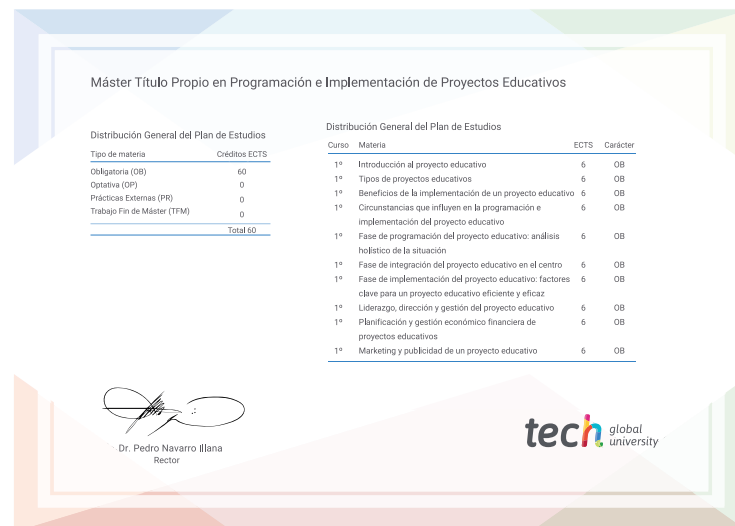 Máster Título Propio en Programación e Implementación de Proyectos Educativos
Distribución General del Plan de Estudios
Tipo de materia Créditos ECTS
Obligatoria (OB) 60
Optativa (OP) 0
Prácticas Externas (PR) 0
Trabajo Fin de Máster (TFM) 0
Total 60
Distribución General del Plan de Estudios
Curso Materia ECTS Carácter
1º Introducción al proyecto educativo 6 OB
1º Tipos de proyectos educativos 6 OB
1º Beneficios de la implementación de un proyecto educativo 6 OB
1º Circunstancias que influyen en la programación e 6 OB
implementación del proyecto educativo
1º Fase de programación del proyecto educativo: análisis 6 OB
holístico de la situación
1º Fase de integración del proyecto educativo en el centro 6 OB
1º Fase de implementación del proyecto educativo: factores 6 OB
clave para un proyecto educativo eficiente y eficaz
1º Liderazgo, dirección y gestión del proyecto educativo 6 OB
1º Planificación y gestión económico financiera de 6 OB
proyectos educativos
1º Marketing y publicidad de un proyecto educativo 6 OB
Dr. Pedro Navarro Illana
Rector
tech global
university